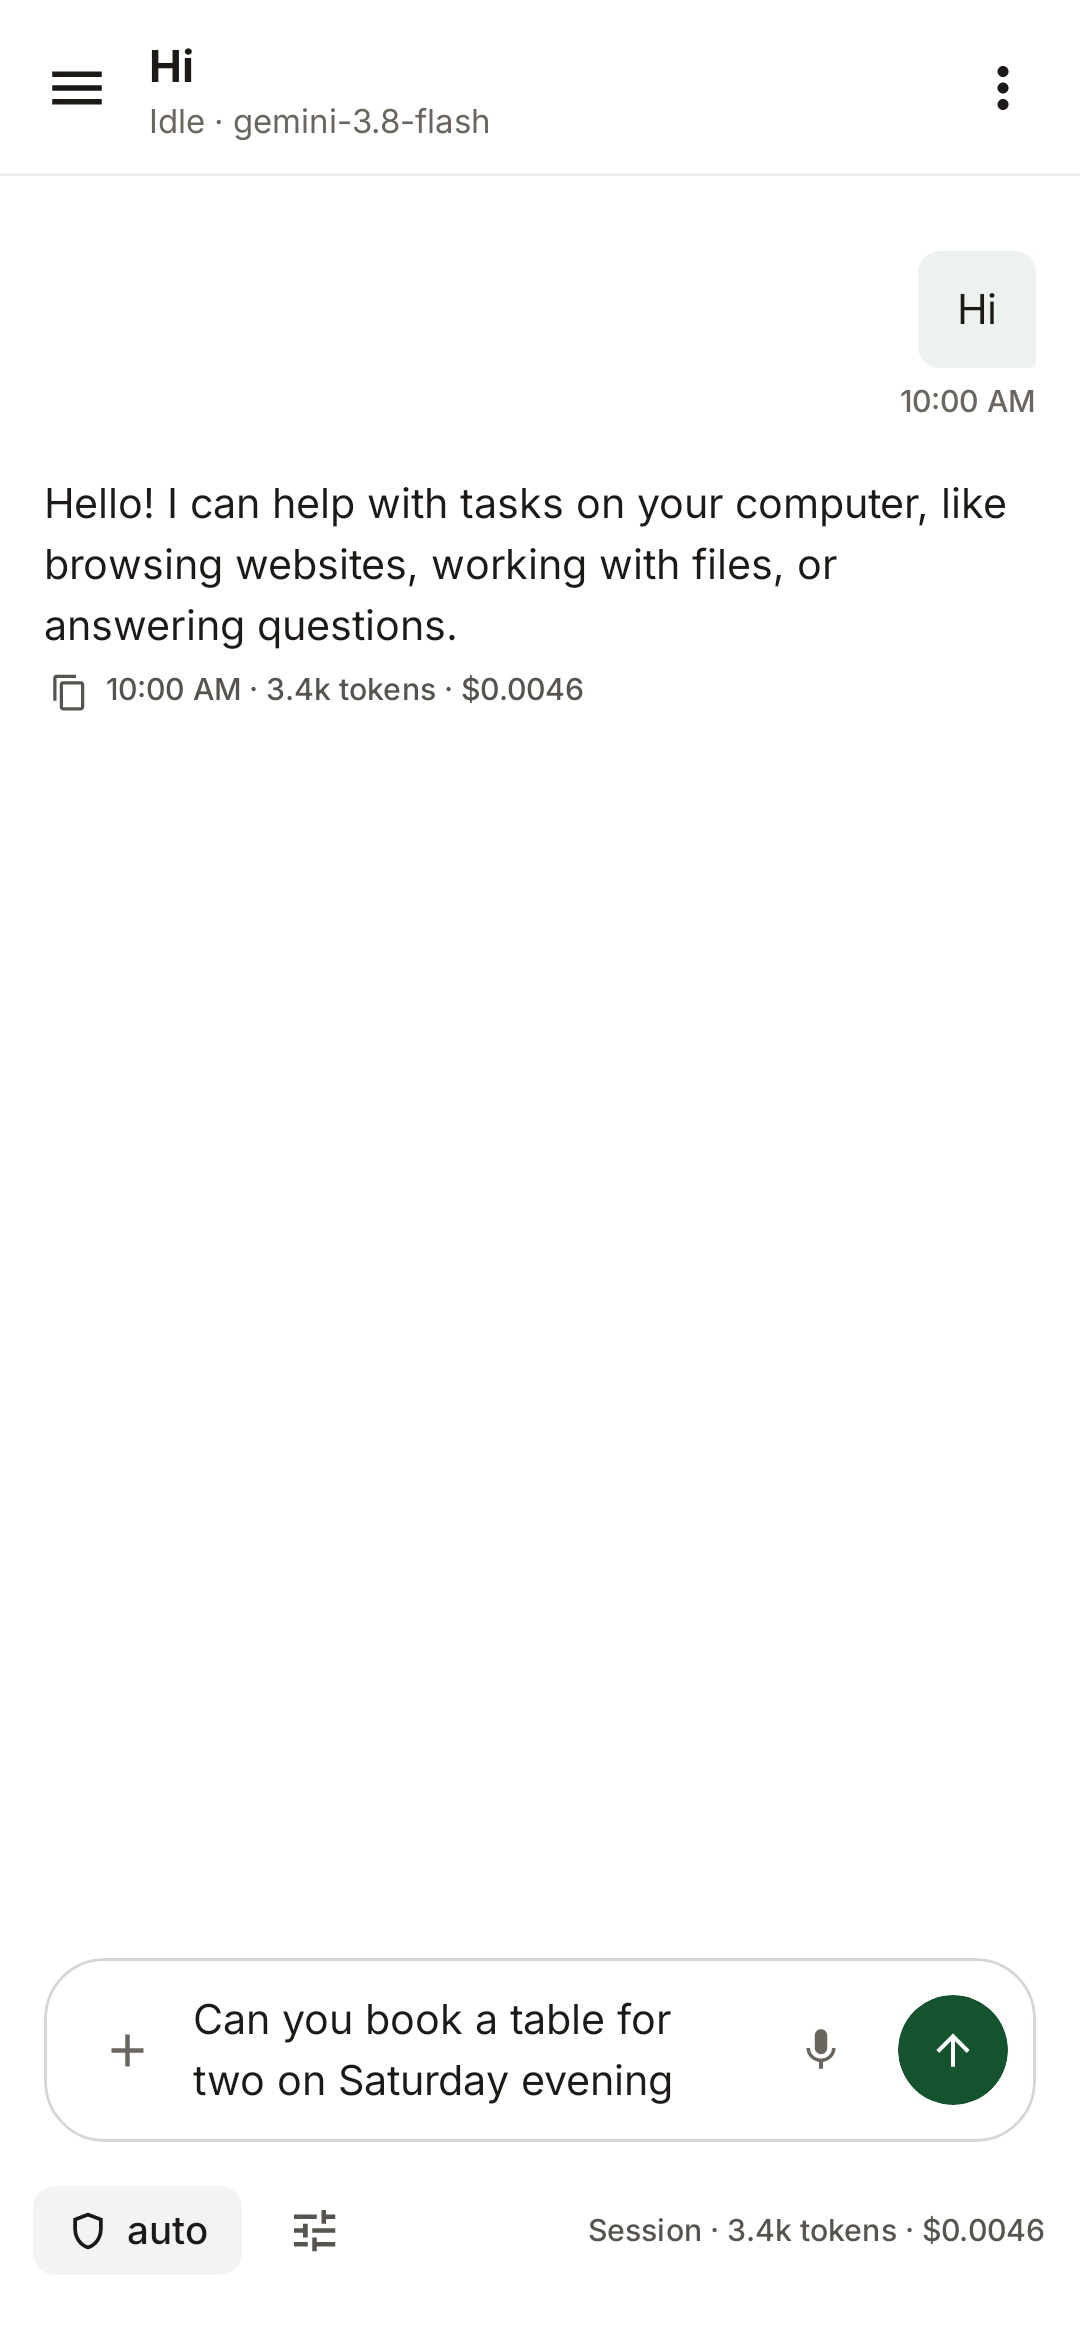 Hi
Idle · gemini-3.8-flash
Hi
10:00 AM
Hello! I can help with tasks on your computer, like
browsing websites, working with files, or
answering questions.
10:00 AM · 3.4k tokens · $0.0046
Can you book a table for
two on Saturday evening
auto
Session · 3.4k tokens · $0.0046